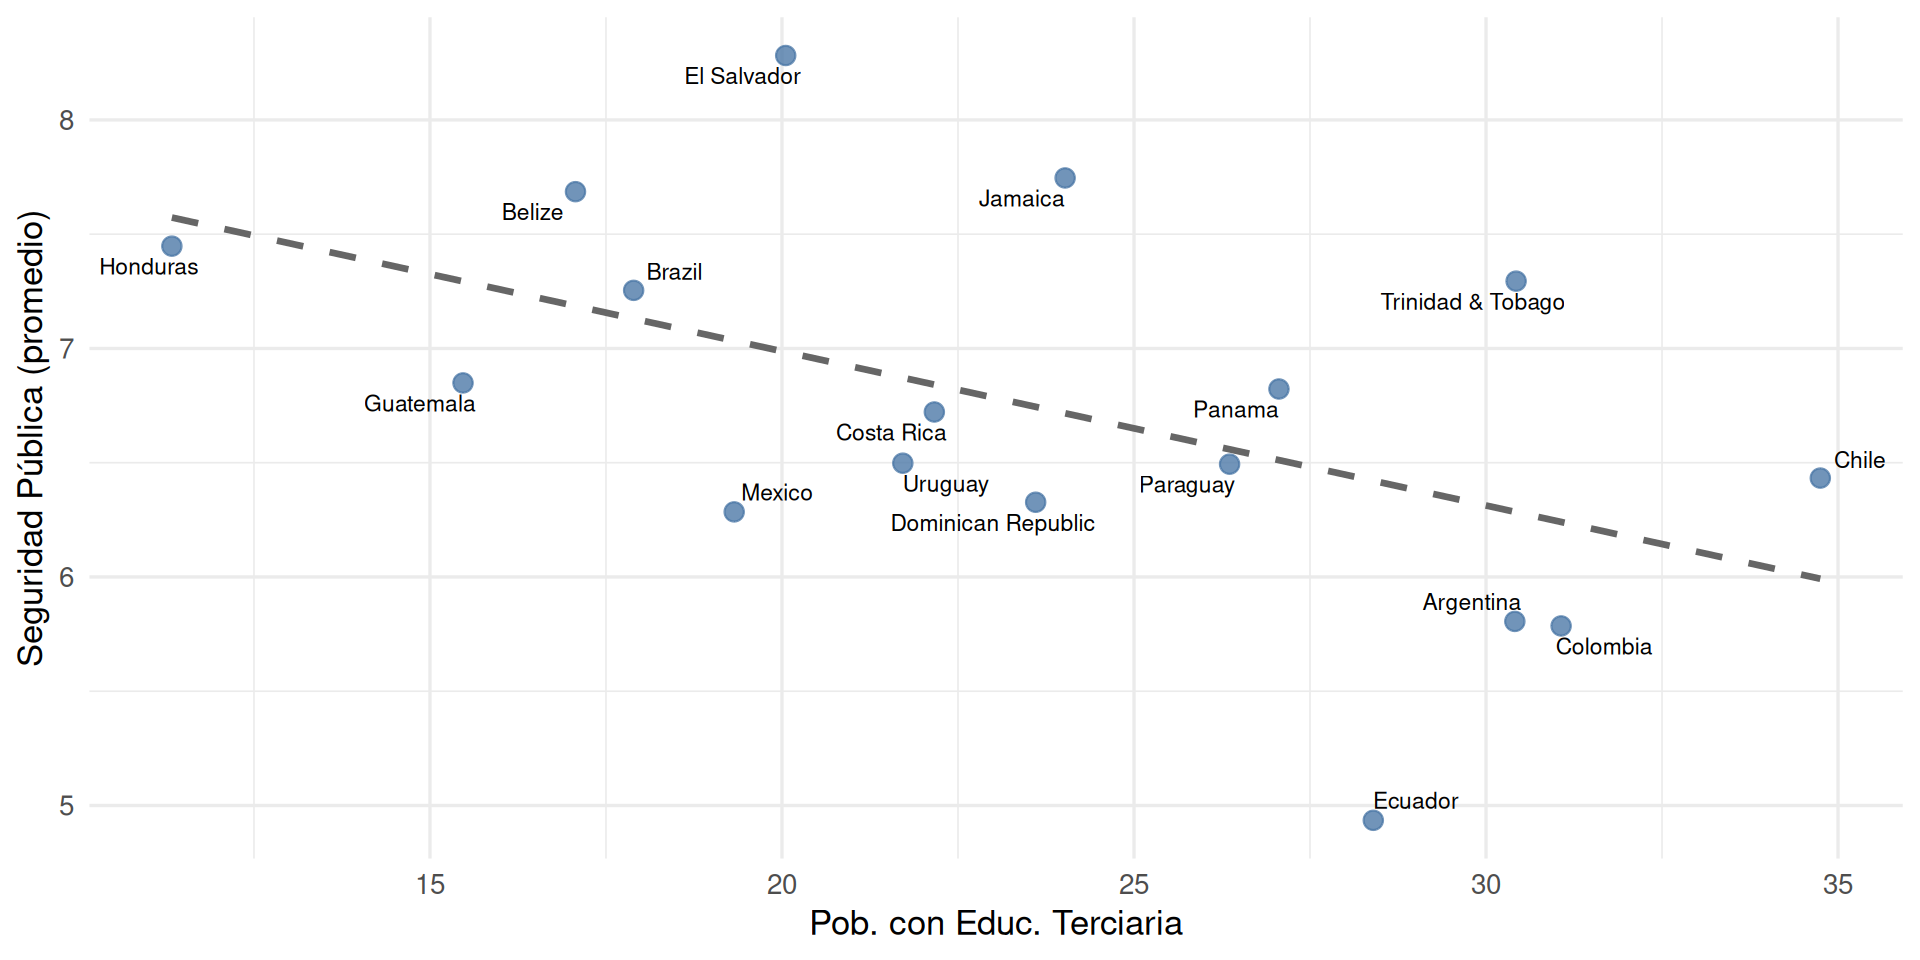 El Salvador
8
Jamaica
Belize
Honduras
Brazil
Trinidad & Tobago
7
Guatemala
Panama
Costa Rica
Chile
Uruguay
Paraguay
Mexico
Dominican Republic
6
Argentina
Colombia
Ecuador
5
15 20 25 30 35
Pob. con Educ. Terciaria
Seguridad Pública (promedio)